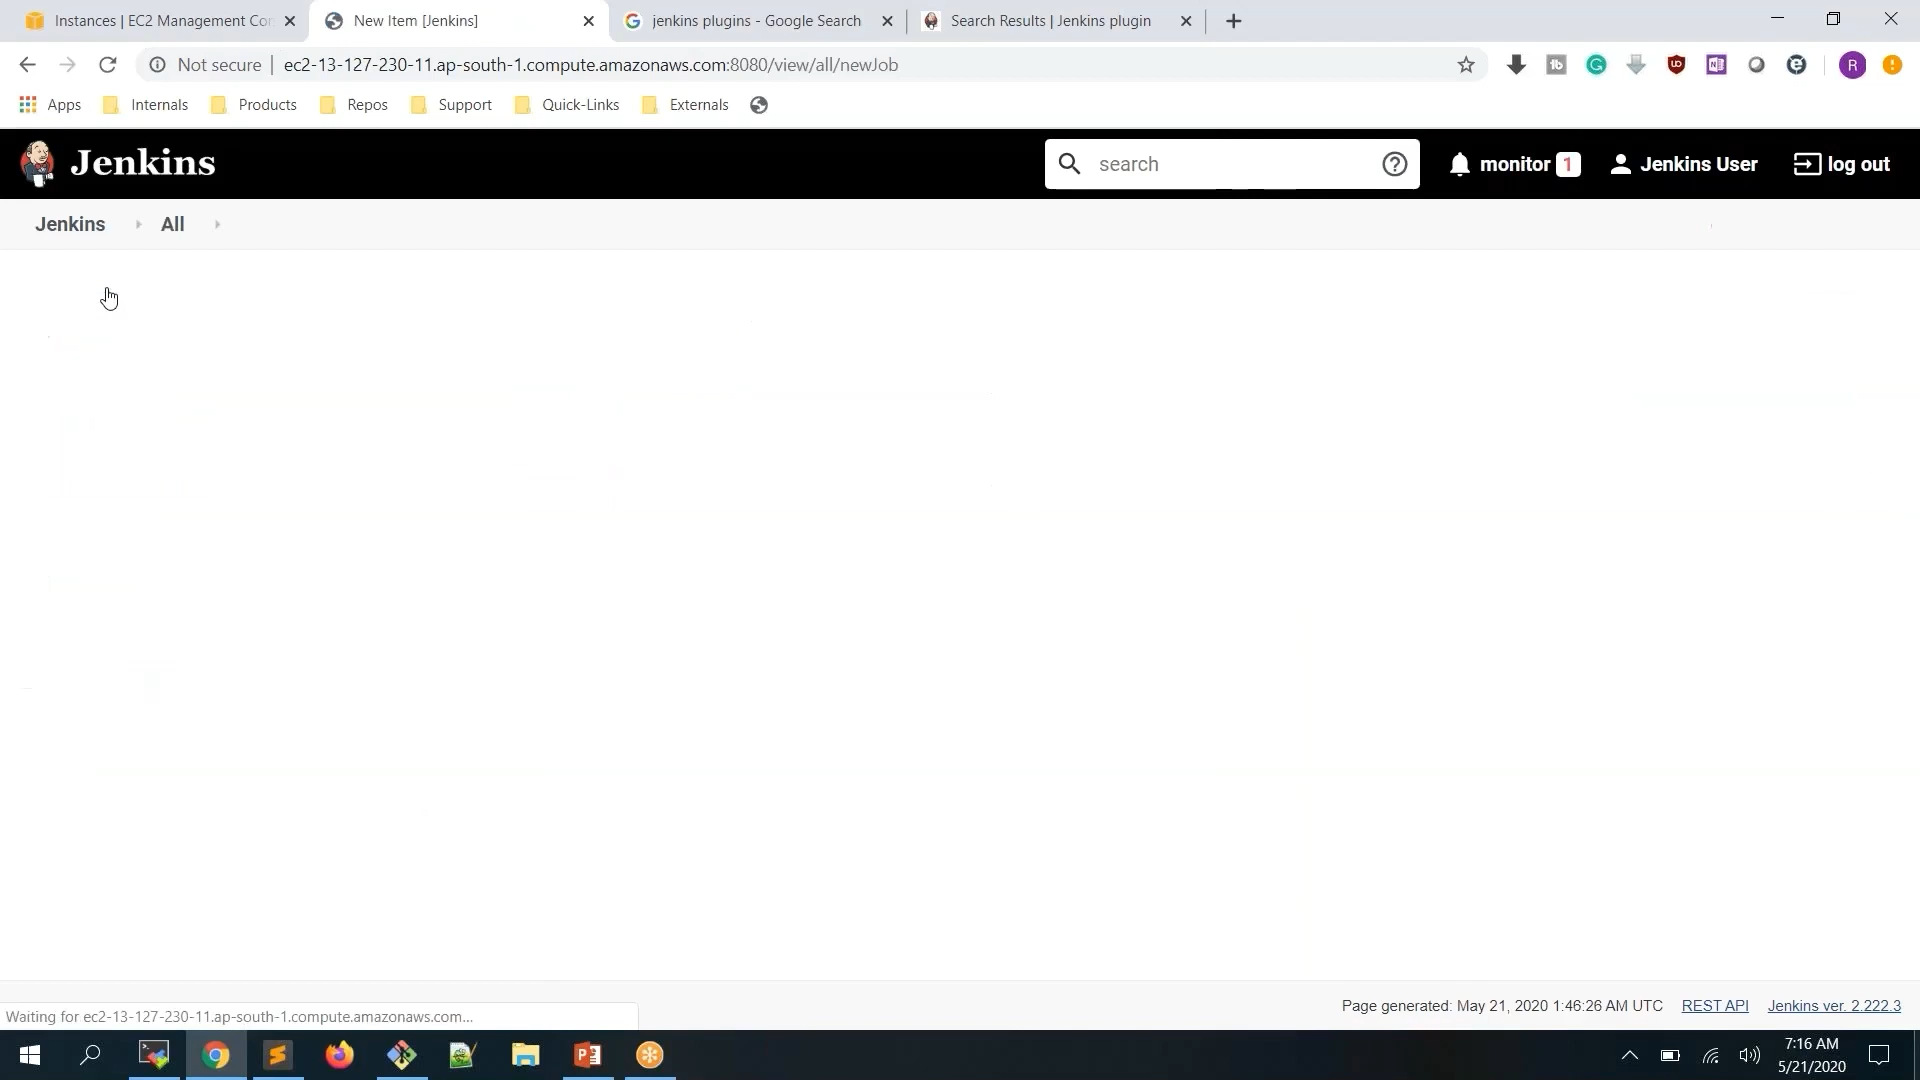 Instances | EC2 Management Con
New Item [Jenkins]
jenkins plugins - Google Search
Search Results | Jenkins plugin
Not secure
ec2-13-127-230-11.ap-south-1.compute.amazonaws.com:8080/view/all/newJob
R
Apps
Internals
Products
Repos
Support
Quick-Links
Externals
Jenkins
search
monitor 1
Jenkins User
log out
Jenkins
All
Page generated: May 21, 2020 1:46:26 AM UTC
REST API
Jenkins ver. 2.222.3
Waiting for ec2-13-127-230-11.ap-south-1.compute.amazonaws.com...
7:16 AM
5/21/2020